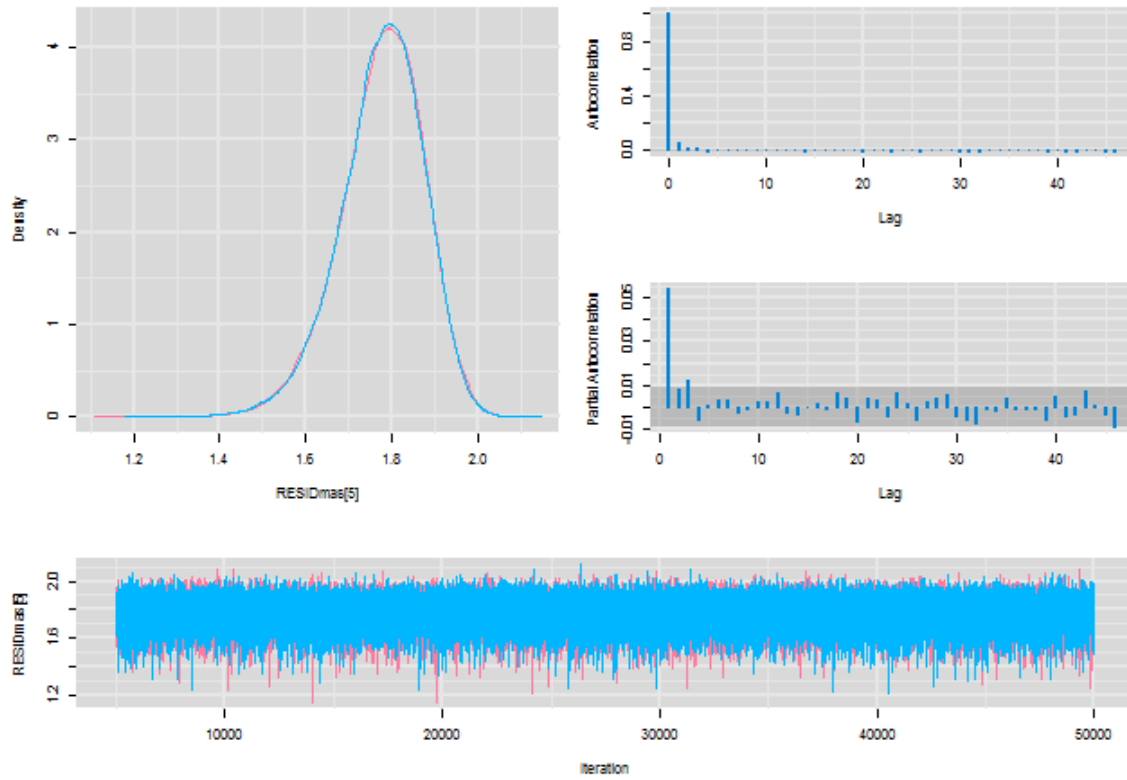 Density
0 1 2 3 4
1.2 1.4 1.6 1.8 2.0
RESIDmas[5]
Autocorrelation
0.0 0.4 0.8
0 10 20 30 40
Lag
Partial Autocorrelation
-0.01 0.01 0.03 0.05
0 10 20 30 40
Lag
RESIDmas[5]
1.2 1.6 2.0
10000 20000 30000 40000 50000
Iteration